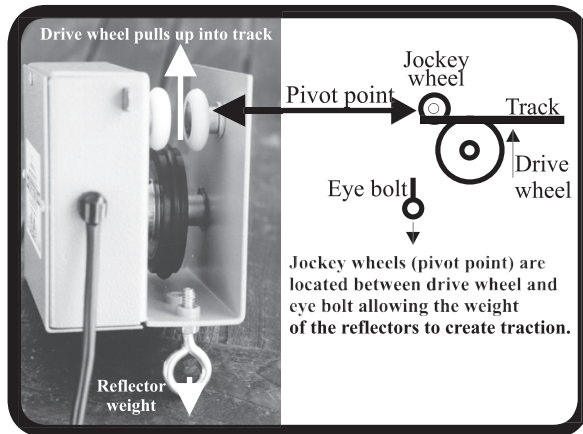 Drive wheel pulls up into track
Jockey
wheel
Pivot point
Track
Drive
wheel
Eye bolt
Jockey wheels (pivot point) are
located between drive wheel and
eye bolt allowing the weight
of the reflectors to create traction.
Reflector
weight